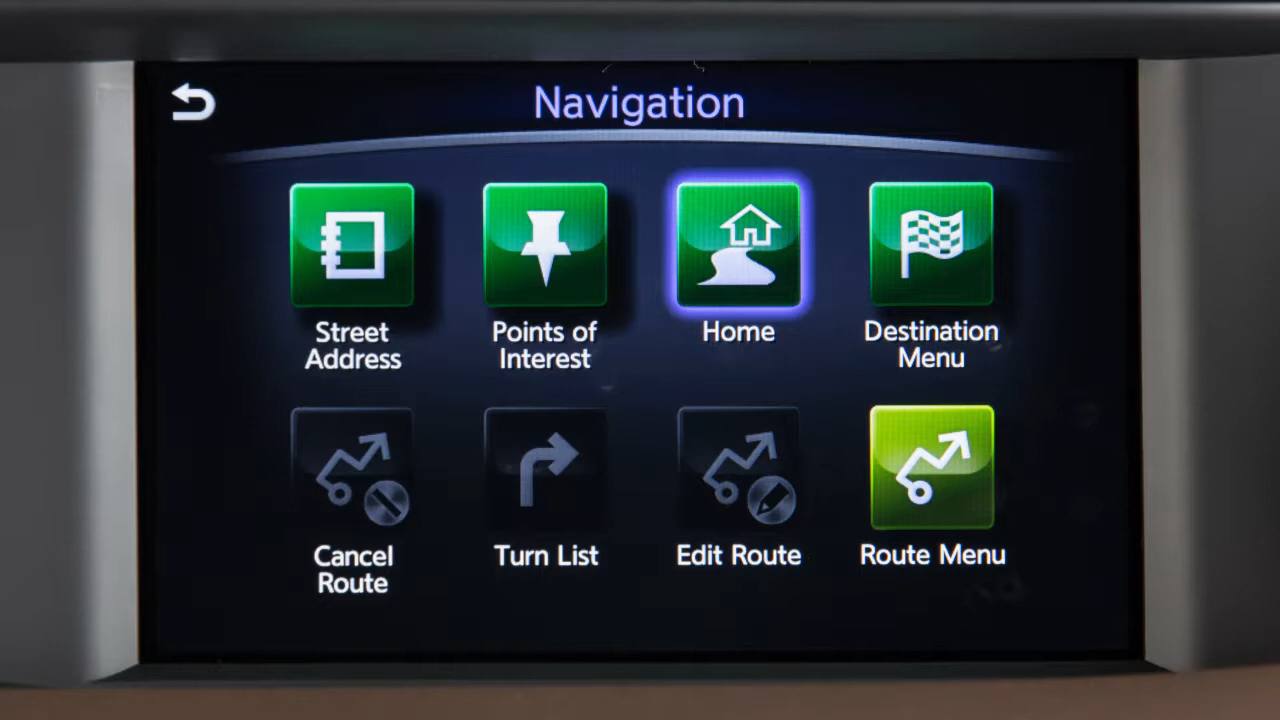 Navigation
Street
Address
Points of
Interest
Home
Destination
Menu
Cancel
Route
Turn List
Edit Route
Route Menu